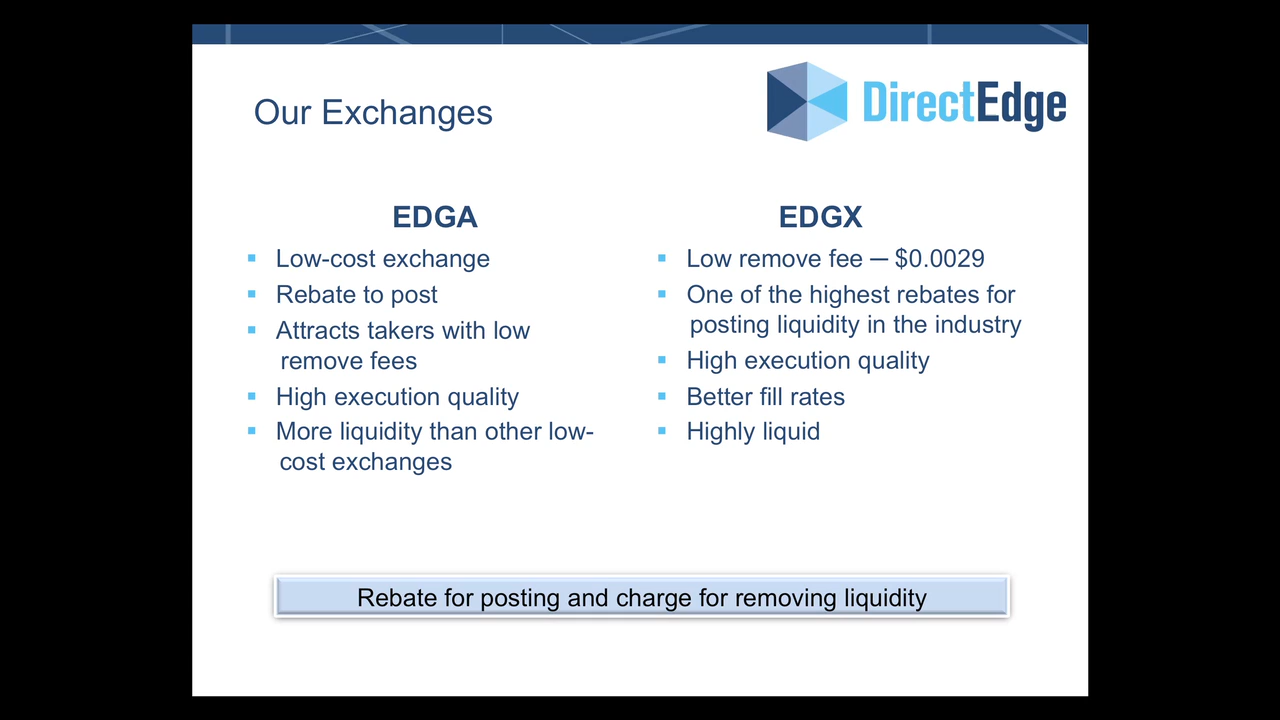 DirectEdge
Our Exchanges
EDGA
Low-cost exchange
Rebate to post
Attracts takers with low
remove fees
High execution quality
More liquidity than other low-
cost exchanges
EDGX
Low remove fee — $0.0029
One of the highest rebates for
posting liquidity in the industry
High execution quality
Better fill rates
Highly liquid
Rebate for posting and charge for removing liquidity